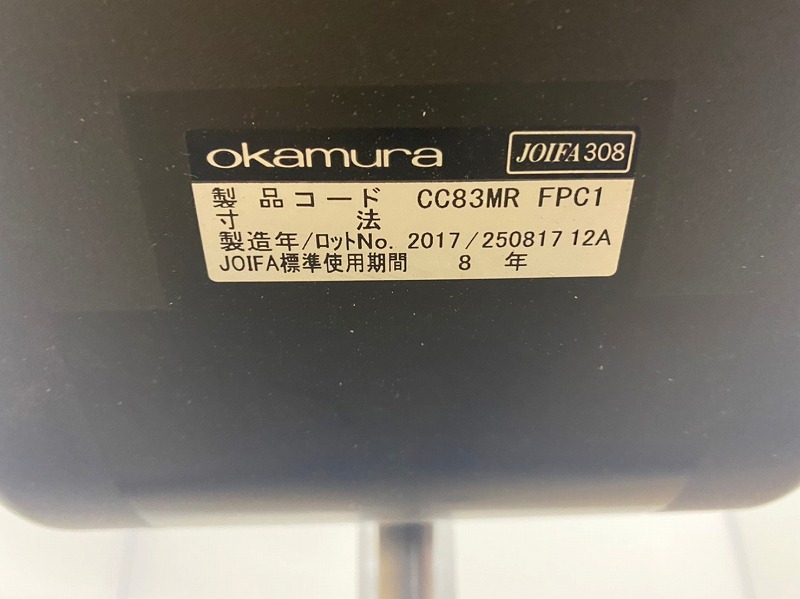 okamura JOIFA308
製品コード CC83MR FPC1
寸法
製造年/ロットNo. 2017/250817 12A
JOIFA標準使用期間 8 年